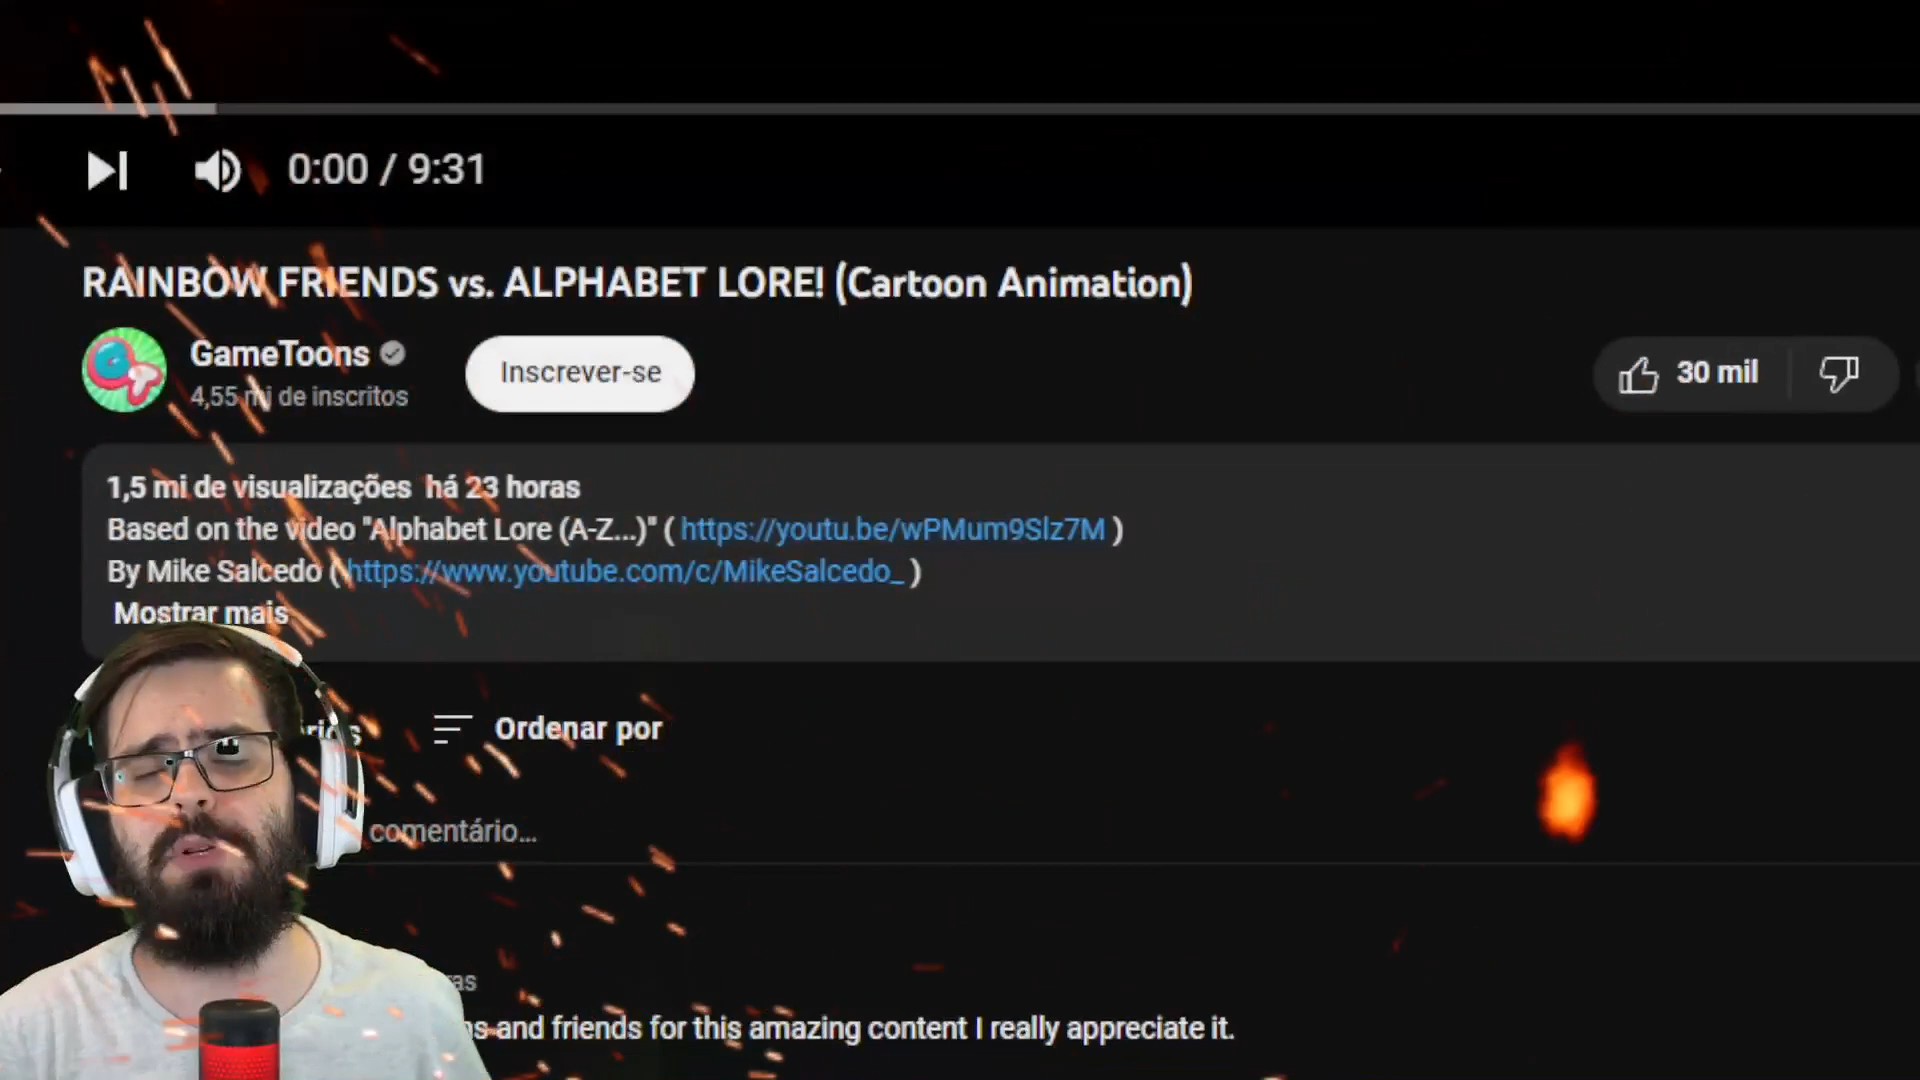 0:00 / 9:31
RAINBOW FRIENDS vs. ALPHABET LORE! (Cartoon Animation)
GameToons
4,55 mi de inscritos
Inscrever-se
30 mil
1,5 mi de visualizações há 23 horas
Based on the video "Alphabet Lore (A-Z...)" ( https://youtu.be/wPMum9Slz7M )
By Mike Salcedo ( https://www.youtube.com/c/MikeSalcedo_ )
Mostrar mais
Ordenar por
comentário...
and friends for this amazing content I really appreciate it.